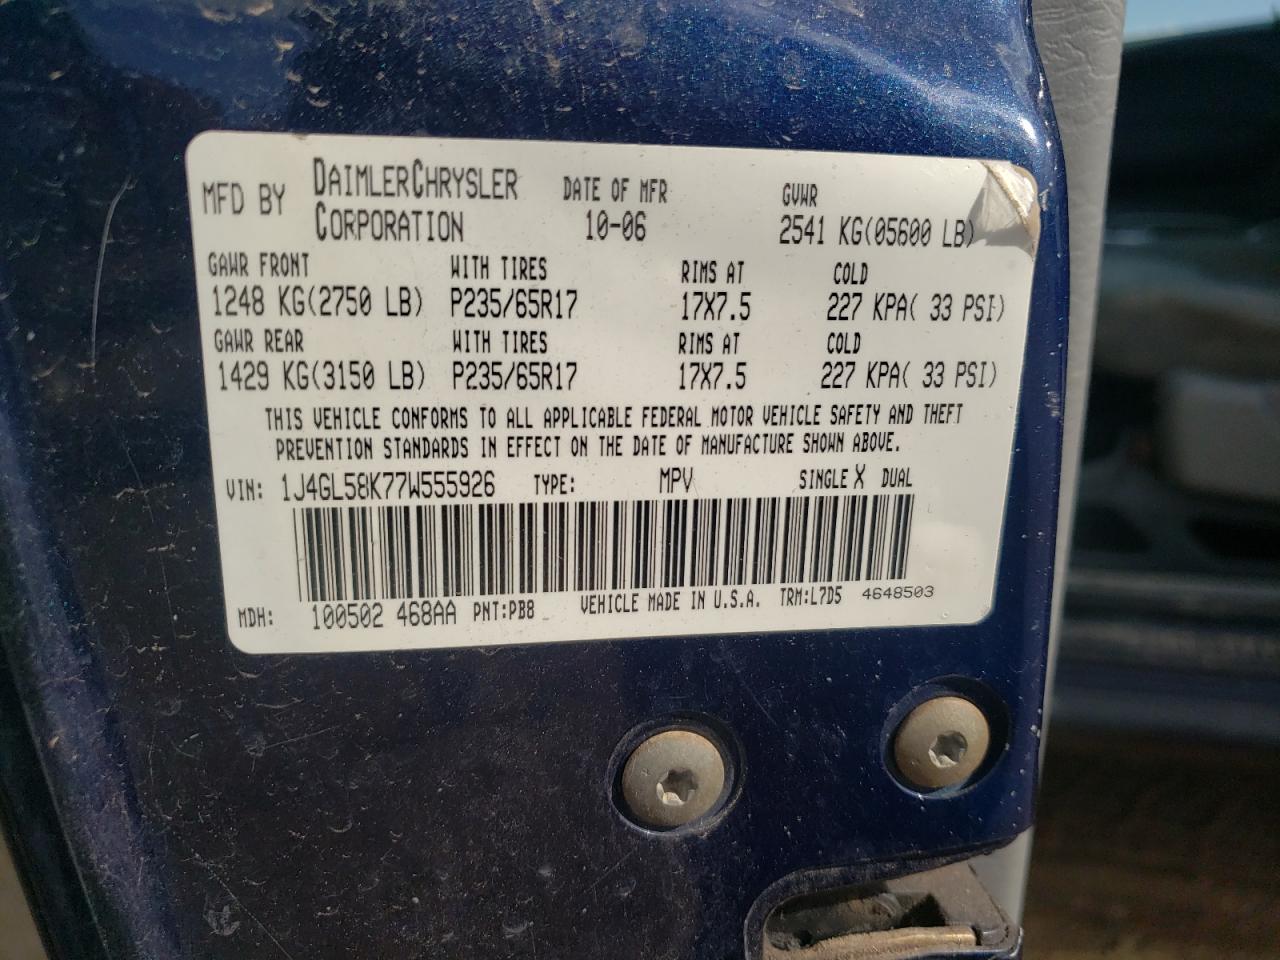 MFD BY DAIMLERCHRYSLER CORPORATION DATE OF MFR 10-06 GVWR 2541 KG(05600 LB)
GAWR FRONT WITH TIRES RIMS AT COLD
1248 KG(2750 LB) P235/65R17 17X7.5 227 KPA( 33 PSI)
GAWR REAR WITH TIRES RIMS AT COLD
1429 KG(3150 LB) P235/65R17 17X7.5 227 KPA( 33 PSI)
THIS VEHICLE CONFORMS TO ALL APPLICABLE FEDERAL MOTOR VEHICLE SAFETY AND THEFT
PREVENTION STANDARDS IN EFFECT ON THE DATE OF MANUFACTURE SHOWN ABOVE.
VIN: 1J4GL58K77W555926 TYPE: MPV SINGLE X DUAL
MDH: 100502 468AA PNT:PB8 VEHICLE MADE IN U.S.A. TRM:L7D5 4648503